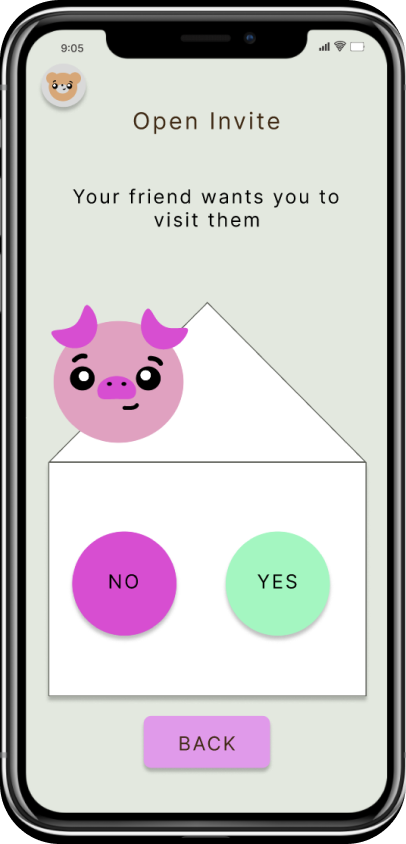 9:05
Open Invite
Your friend wants you to
visit them
NO
YES
BACK